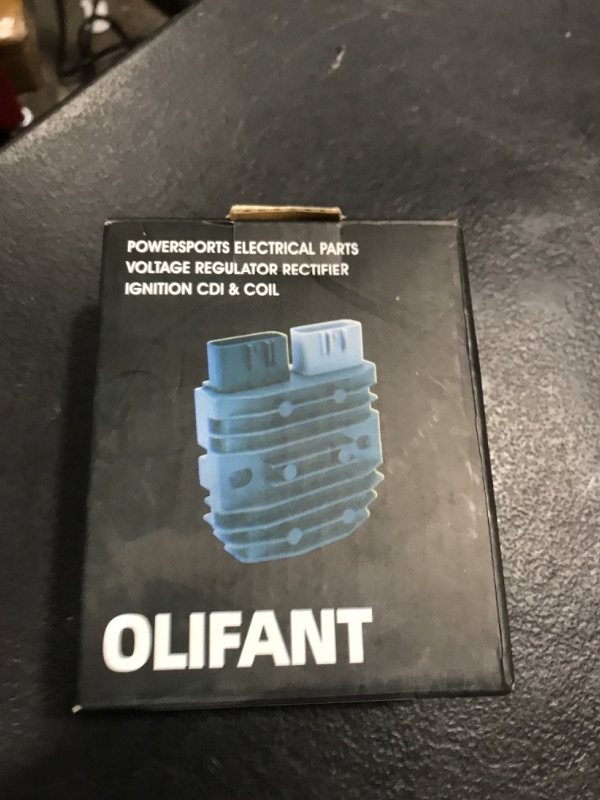 POWERSPORTS ELECTRICAL PARTS
VOLTAGE REGULATOR RECTIFIER
IGNITION CDI & COIL
OLIFANT